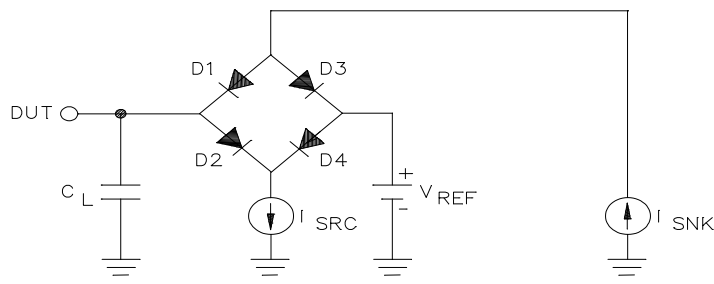 D1 D3
DUT
D2 D4
+
C L
V REF
-
I SRC
I SNK